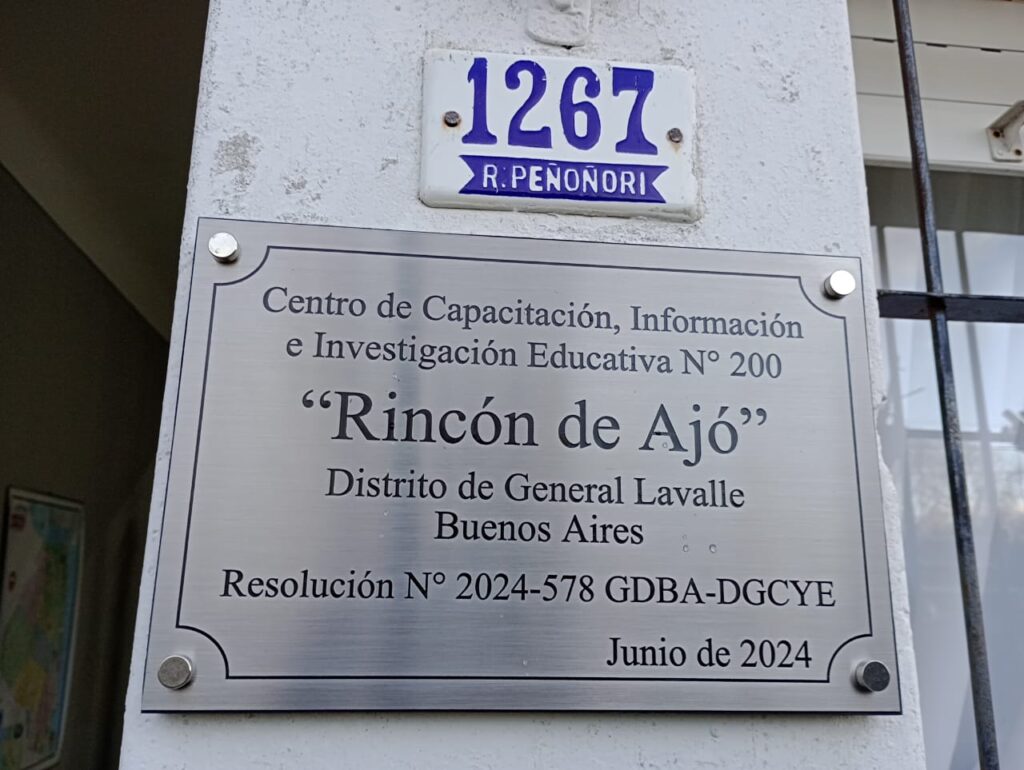 1267
R. PEÑOÑORI
Centro de Capacitación, Información
e Investigación Educativa N° 200
“Rincón de Ajó”
Distrito de General Lavalle
Buenos Aires
Resolución N° 2024-578 GDBA-DGCYE
Junio de 2024